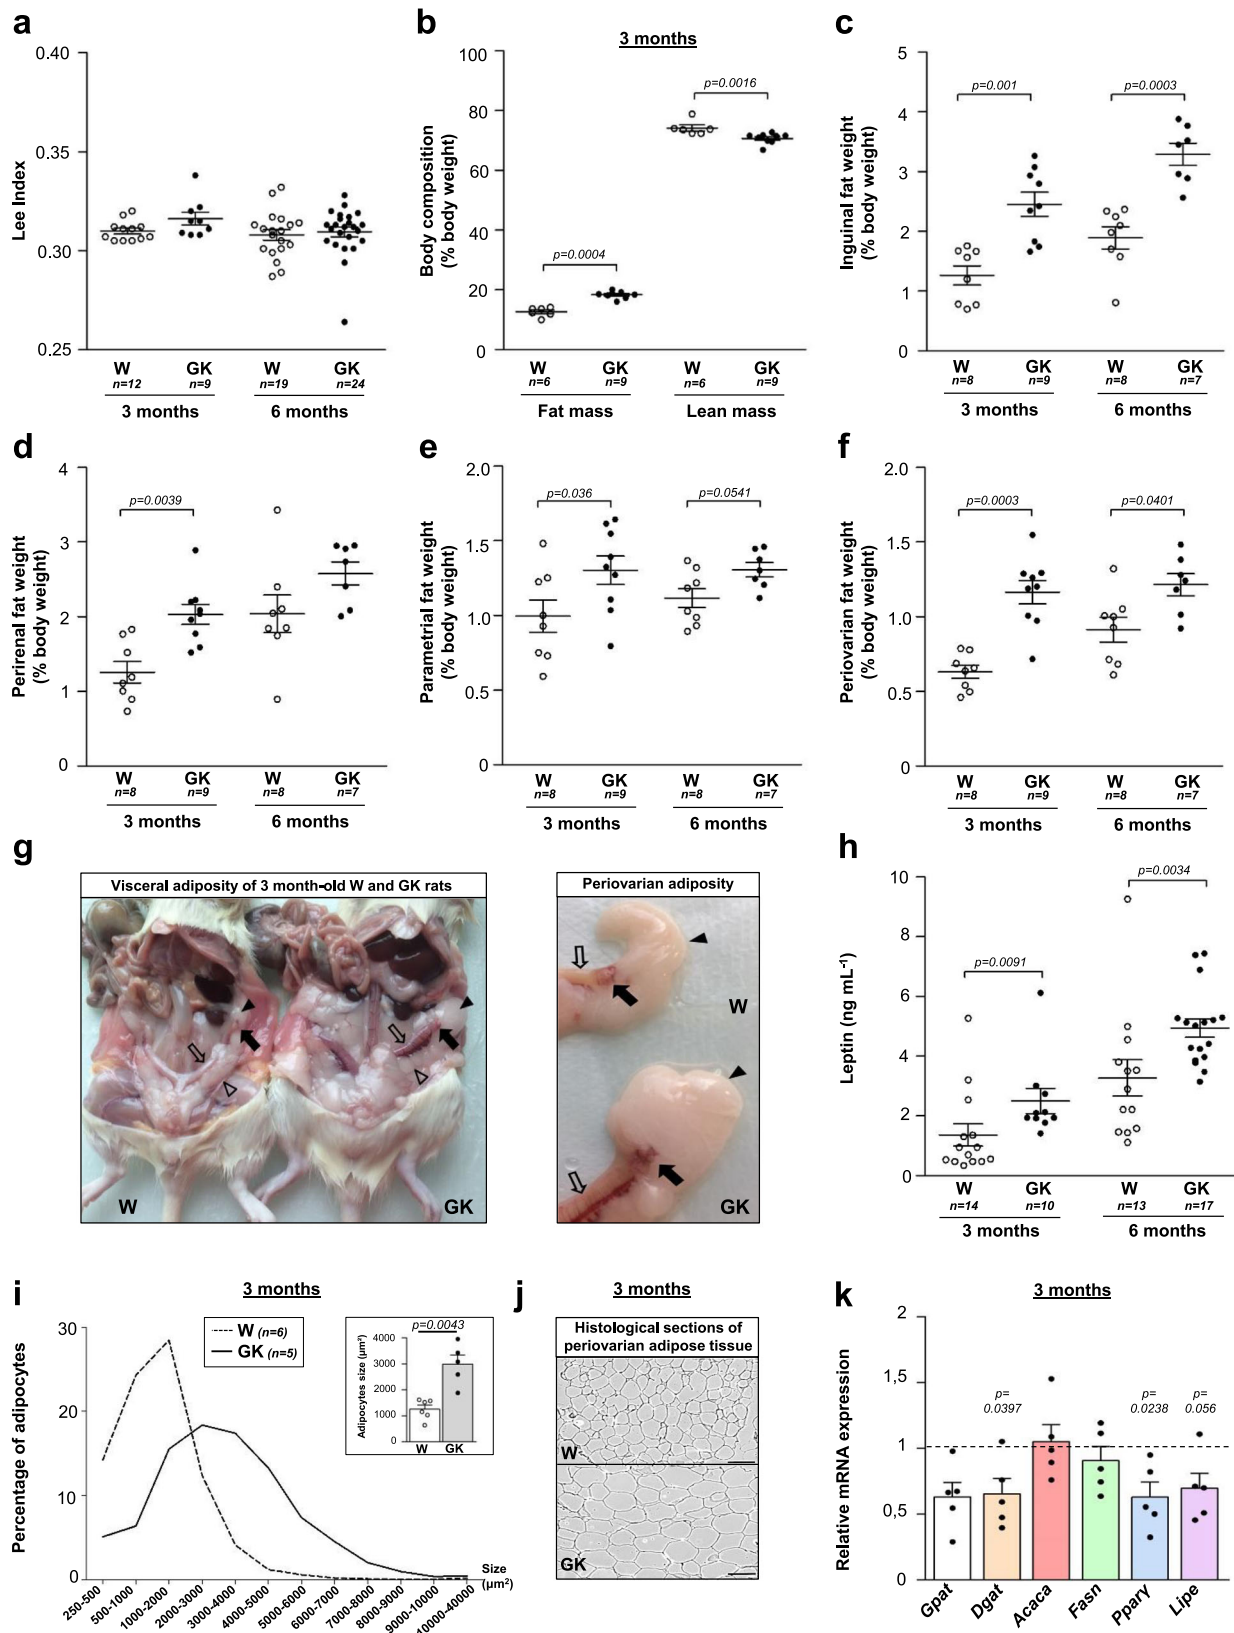 a
Lee Index
0.40
0.35
0.30
0.25
W
GK
W
GK
n=12
n=9
n=19
n=24
3 months
6 months
b
3 months
Body composition
(% body weight)
100
80
60
40
20
0
p=0.0004
p=0.0016
W
GK
W
GK
n=6
n=9
n=6
n=9
Fat mass
Lean mass
c
Inguinal fat weight
(% body weight)
5
4
3
2
1
0
p=0.001
p=0.0003
W
GK
W
GK
n=8
n=9
n=8
n=7
3 months
6 months
d
Perirenal fat weight
(% body weight)
4
3
2
1
0
p=0.0039
W
GK
W
GK
n=8
n=9
n=8
n=7
3 months
6 months
e
Parametrial fat weight
(% body weight)
2.0
1.5
1.0
0.5
0.0
p=0.036
p=0.0541
W
GK
W
GK
n=8
n=9
n=8
n=7
3 months
6 months
f
Periovarian fat weight
(% body weight)
2.0
1.5
1.0
0.5
0.0
p=0.0003
p=0.0401
W
GK
W
GK
n=8
n=9
n=8
n=7
3 months
6 months
g
Visceral adiposity of 3 month-old W and GK rats
W
GK
Periovarian adiposity
W
GK
h
Leptin (ng mL⁻¹)
10
8
6
4
2
0
p=0.0091
p=0.0034
W
GK
W
GK
n=14
n=10
n=13
n=17
3 months
6 months
i
3 months
Percentage of adipocytes
30
20
10
0
W (n=6)
GK (n=5)
p=0.0043
Adipocytes size (µm²)
4000
3000
2000
1000
0
W
GK
Size
(µm²)
250-500
500-1000
1000-2000
2000-3000
3000-4000
4000-5000
5000-6000
6000-7000
7000-8000
8000-9000
9000-10000
10000-40000
j
3 months
Histological sections of
periovarian adipose tissue
W
GK
k
3 months
Relative mRNA expression
2
1,5
1
0,5
0
p=
0.0397
p=
0.0238
p=
0.056
Gpat
Dgat
Acaca
Fasn
Pparγ
Lipe